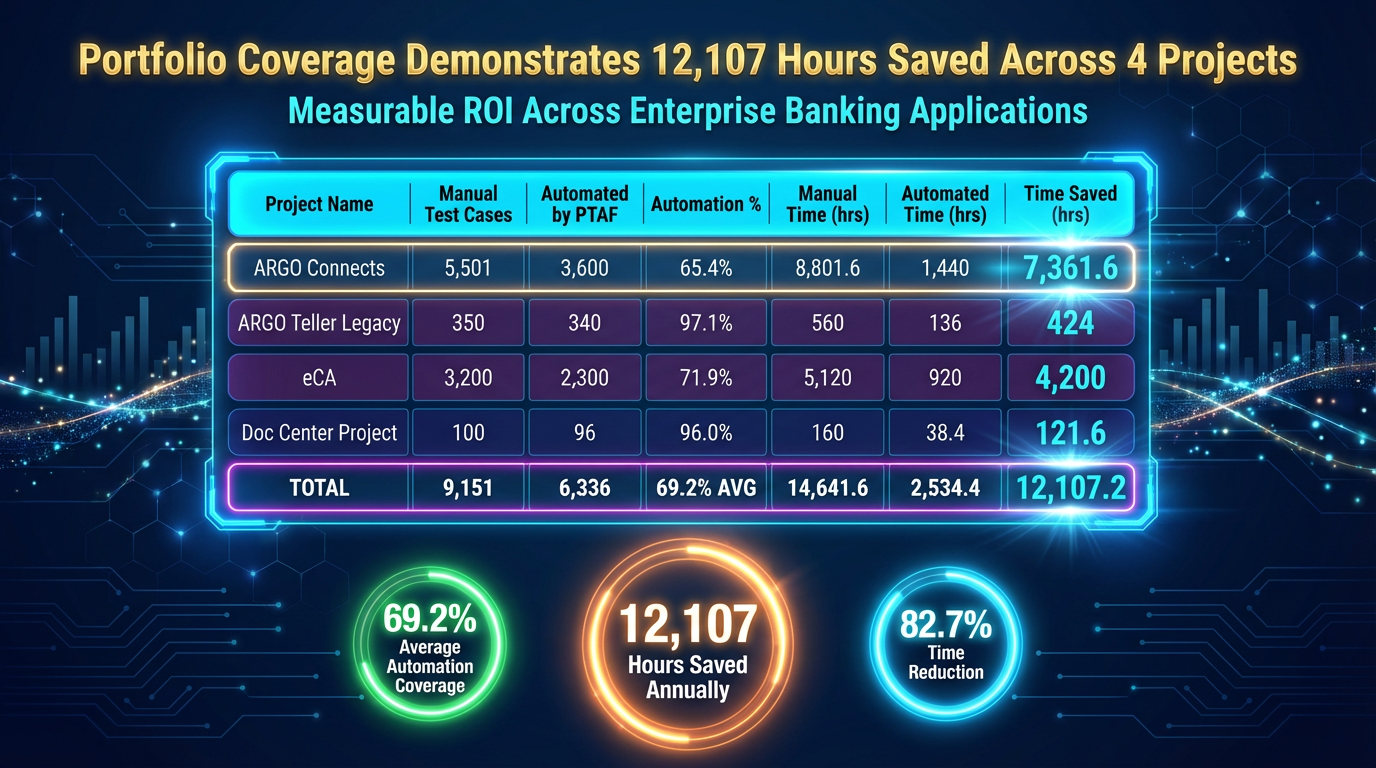 Portfolio Coverage Demonstrates 12,107 Hours Saved Across 4 Projects
Measurable ROI Across Enterprise Banking Applications
Project Name
Manual
Test Cases
Automated
by PTAF
Automation %
Manual
Time (hrs)
Automated
Time (hrs)
Time Saved
(hrs)
ARGO Connects 5,501 3,600 65.4% 8,801.6 1,440 7,361.6
ARGO Teller Legacy 350 340 97.1% 560 136 424
eCA 3,200 2,300 71.9% 5,120 920 4,200
Doc Center Project 100 96 96.0% 160 38.4 121.6
TOTAL 9,151 6,336 69.2% AVG 14,641.6 2,534.4 12,107.2
69.2%
Average
Automation
Coverage
12,107
Hours Saved
Annually
82.7%
Time
Reduction